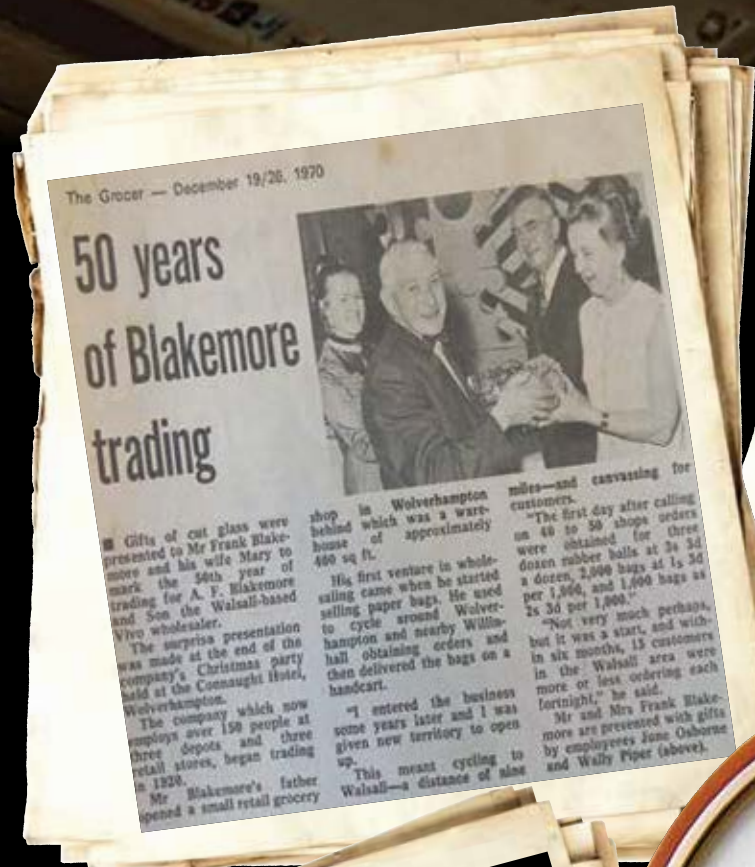 The Grocer — December 19/26, 1970
50 years
of Blakemore
trading
■ Gifts of cut glass were
presented to Mr Frank Blake-
more and his wife Mary to
mark the 50th year of
trading for A. F. Blakemore
and Son the Walsall-based
Vivo wholesaler.
The surprise presentation
was made at the end of the
company's Christmas party
held at the Connaught Hotel,
Wolverhampton.
The company which now
employs over 150 people at
three depots and three
retail stores, began trading
in 1920.
Mr Blakemore's father
opened a small retail grocery
shop in Wolverhampton
behind which was a ware-
house of approximately
400 sq ft.
His first venture in whole-
saling came when he started
selling paper bags. He used
to cycle around Wolver-
hampton and nearby Willin-
hall obtaining orders and
then delivered the bags on a
handcart.
"I entered the business
some years later and I was
given new territory to open
up.
This meant cycling to
Walsall—a distance of nine
miles—and canvassing for
customers.
"The first day after calling
on 40 to 50 shops orders
were obtained for three
dozen rubber balls at 3s 3d
a dozen, 2,000 bags at 1s 3d
per 1,000, and 1,000 bags at
2s 3d per 1,000."
"Not very much perhaps,
but it was a start, and with-
in six months, 15 customers
in the Walsall area were
more or less ordering each
fortnight," he said.
Mr and Mrs Frank Blake-
more are presented with gifts
by employees June Osborne
and Wally Piper (above).